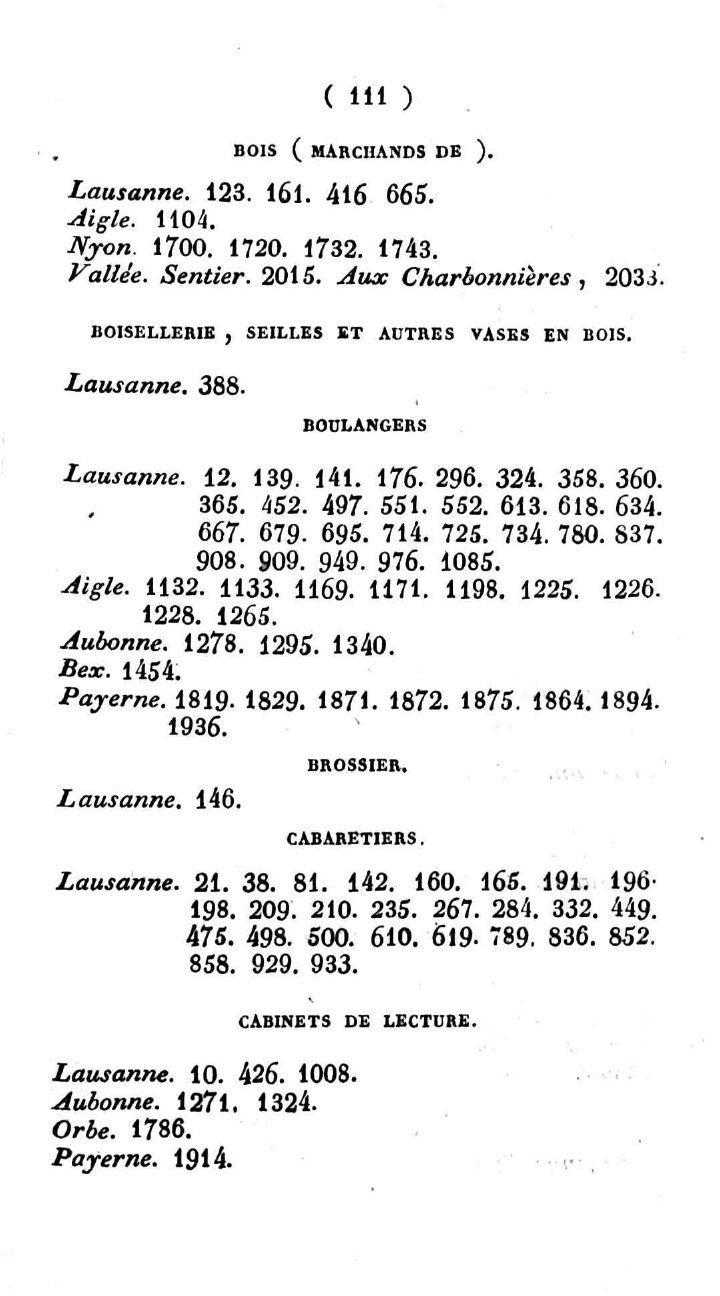 ( 111 )
BOIS ( MARCHANDS DE ).
Lausanne. 123. 161. 416 665.
Aigle. 1104.
Nyon. 1700. 1720. 1732. 1743.
Vallée. Sentier. 2015. Aux Charbonnières, 2033.
BOISELLERIE, SEILLES ET AUTRES VASES EN BOIS.
Lausanne. 388.
BOULANGERS
Lausanne. 12. 139. 141. 176. 296. 324. 358. 360.
365. 452. 497. 551. 552. 613. 618. 634.
667. 679. 695. 714. 725. 734. 780. 837.
908. 909. 949. 976. 1085.
Aigle. 1132. 1133. 1169. 1171. 1198. 1225. 1226.
1228. 1265.
Aubonne. 1278. 1295. 1340.
Bex. 1454.
Payerne. 1819. 1829. 1871. 1872. 1875. 1864. 1894.
1936.
BROSSIER.
Lausanne. 146.
CABARETIERS.
Lausanne. 21. 38. 81. 142. 160. 165. 191. 196.
198. 209. 210. 235. 267. 284. 332. 449.
475. 498. 500. 610. 619. 789. 836. 852.
858. 929. 933.
CABINETS DE LECTURE.
Lausanne. 10. 426. 1008.
Aubonne. 1271. 1324.
Orbe. 1786.
Payerne. 1914.